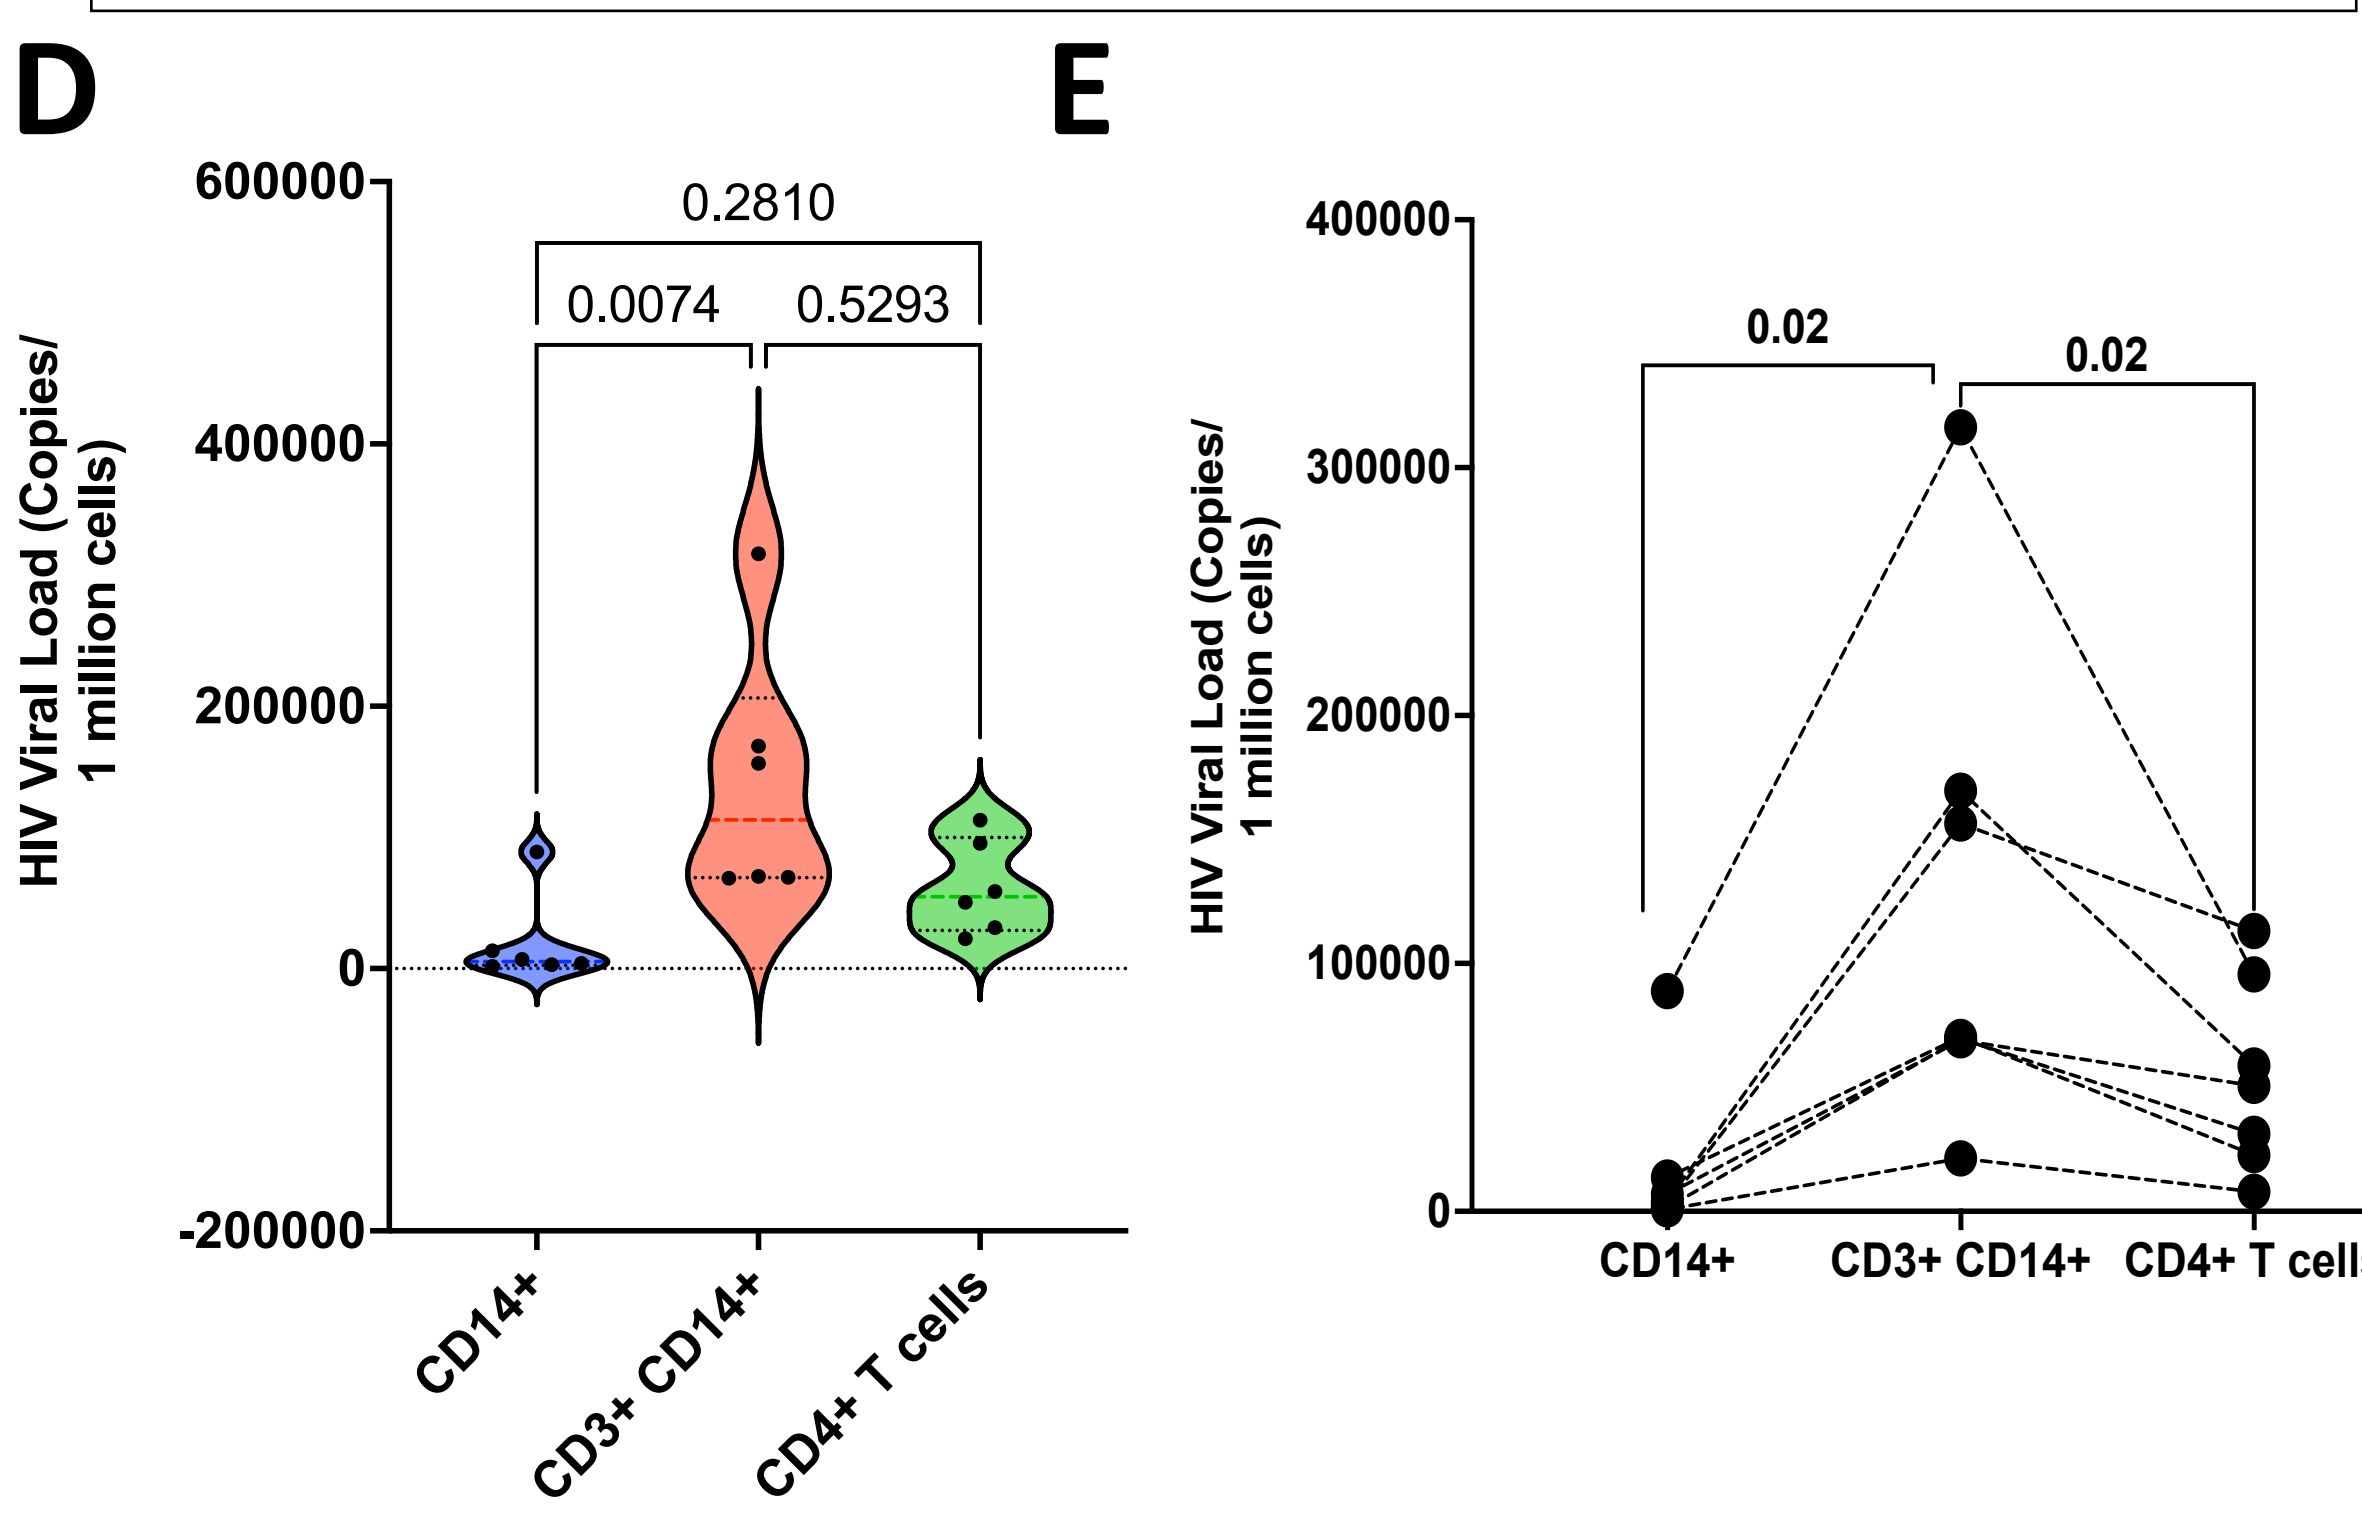 D
E
600000
400000
200000
0
-200000
HIV Viral Load (Copies/
1 million cells)
0.2810
0.0074
0.5293
CD14+
CD3+ CD14+
CD4+ T cells
400000
300000
200000
100000
0
HIV Viral Load (Copies/
1 million cells)
0.02
0.02
CD14+
CD3+ CD14+
CD4+ T cells